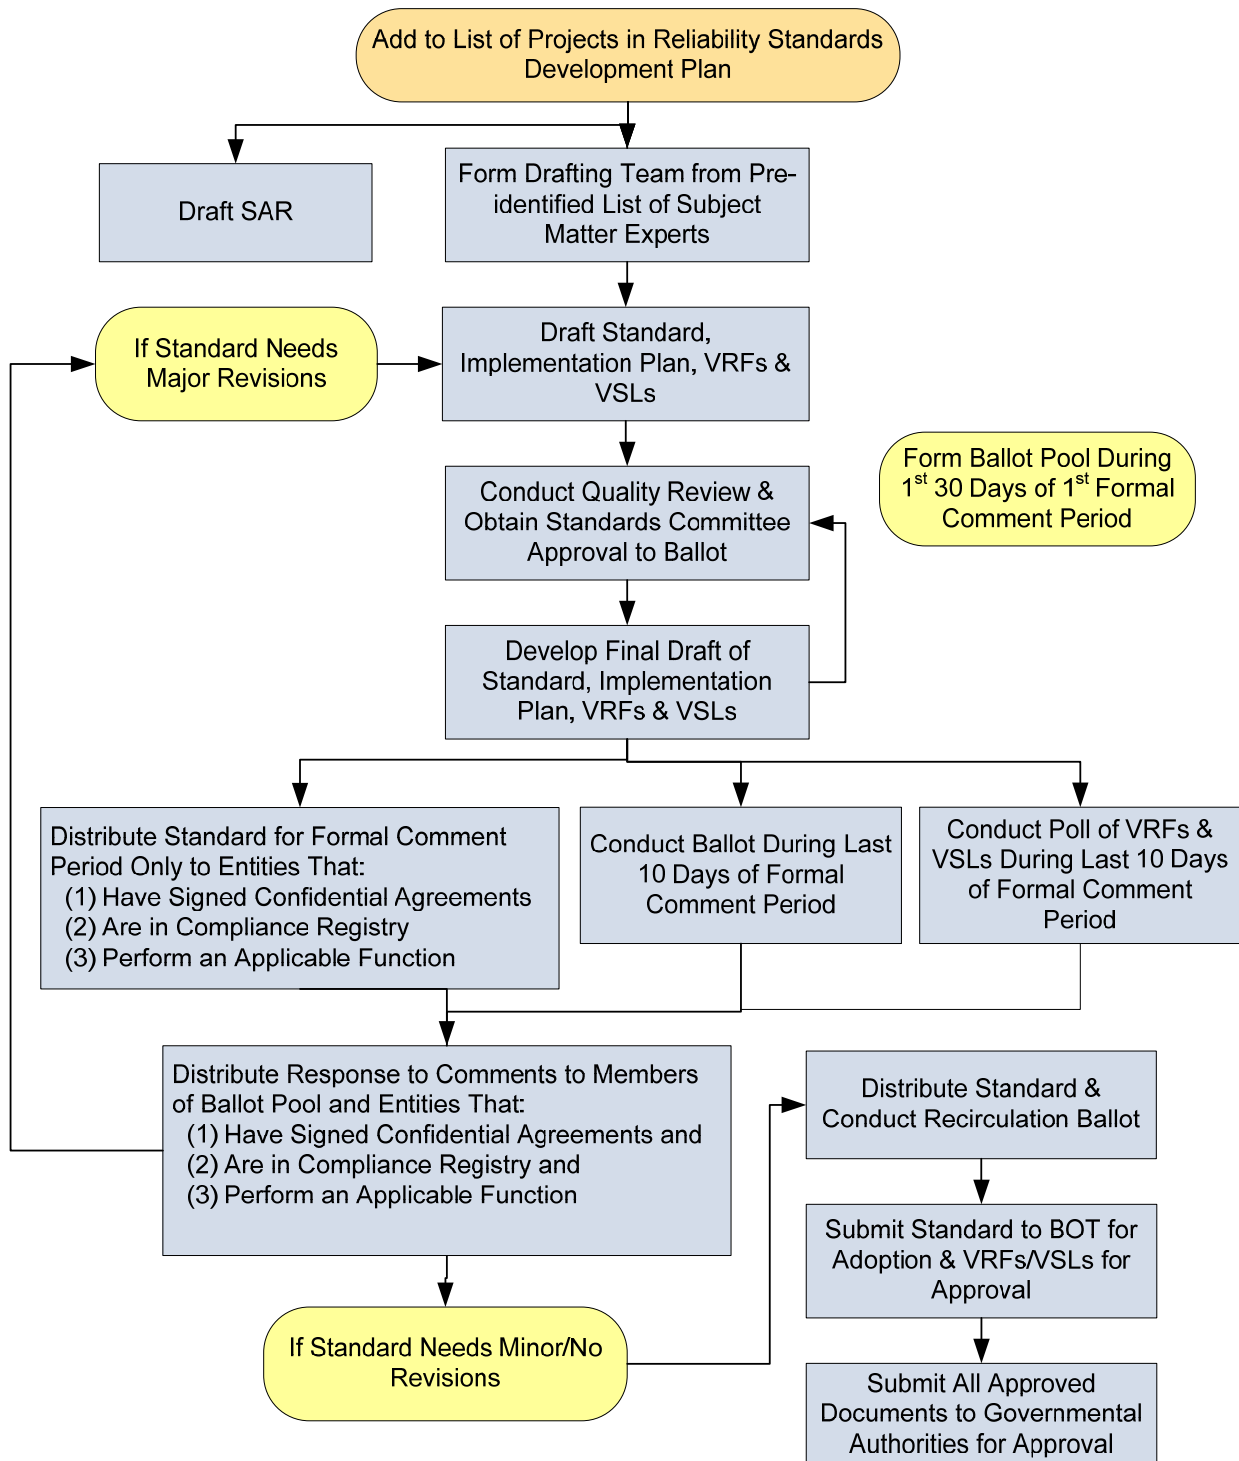 Add to List of Projects in Reliability Standards
Development Plan
Draft SAR
Form Drafting Team from Pre-
identified List of Subject
Matter Experts
If Standard Needs
Major Revisions
Draft Standard,
Implementation Plan, VRFs &
VSLs
Form Ballot Pool During
1st 30 Days of 1st Formal
Comment Period
Conduct Quality Review &
Obtain Standards Committee
Approval to Ballot
Develop Final Draft of
Standard, Implementation
Plan, VRFs & VSLs
Distribute Standard for Formal Comment
Period Only to Entities That:
(1) Have Signed Confidential Agreements
(2) Are in Compliance Registry
(3) Perform an Applicable Function
Conduct Ballot During Last
10 Days of Formal
Comment Period
Conduct Poll of VRFs &
VSLs During Last 10 Days
of Formal Comment
Period
Distribute Response to Comments to Members
of Ballot Pool and Entities That:
(1) Have Signed Confidential Agreements and
(2) Are in Compliance Registry and
(3) Perform an Applicable Function
Distribute Standard &
Conduct Recirculation Ballot
Submit Standard to BOT for
Adoption & VRFs/VSLs for
Approval
If Standard Needs Minor/No
Revisions
Submit All Approved
Documents to Governmental
Authorities for Approval